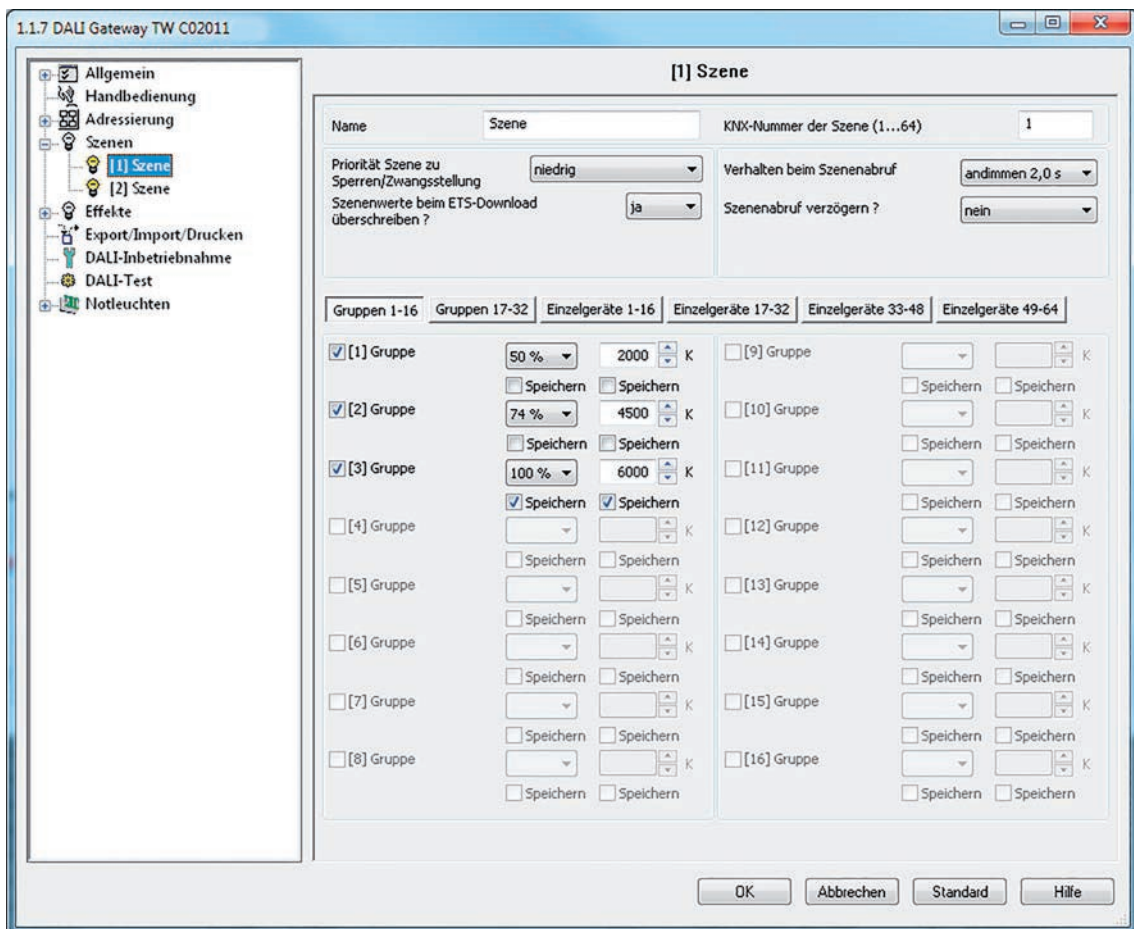 1.1.7 DALI Gateway TW C02011
Allgemein
Handbedienung
Adressierung
Szenen
[1] Szene
[2] Szene
Effekte
Export/Import/Drucken
DALI-Inbetriebnahme
DALI-Test
Notleuchten
[1] Szene
Name Szene KNX-Nummer der Szene (1...64) 1
Priorität Szene zu
Sperren/Zwangsstellung niedrig Verhalten beim Szenenabruf andimmen 2,0 s
Szenenwerte beim ETS-Download
überschreiben ? ja Szenenabruf verzögern ? nein
Gruppen 1-16 Gruppen 17-32 Einzelgeräte 1-16 Einzelgeräte 17-32 Einzelgeräte 33-48 Einzelgeräte 49-64
[1] Gruppe 50 % 2000 K [9] Gruppe K
Speichern Speichern Speichern Speichern
[2] Gruppe 74 % 4500 K [10] Gruppe K
Speichern Speichern Speichern Speichern
[3] Gruppe 100 % 6000 K [11] Gruppe K
Speichern Speichern Speichern Speichern
[4] Gruppe K [12] Gruppe K
Speichern Speichern Speichern Speichern
[5] Gruppe K [13] Gruppe K
Speichern Speichern Speichern Speichern
[6] Gruppe K [14] Gruppe K
Speichern Speichern Speichern Speichern
[7] Gruppe K [15] Gruppe K
Speichern Speichern Speichern Speichern
[8] Gruppe K [16] Gruppe K
Speichern Speichern Speichern Speichern
OK Abbrechen Standard Hilfe